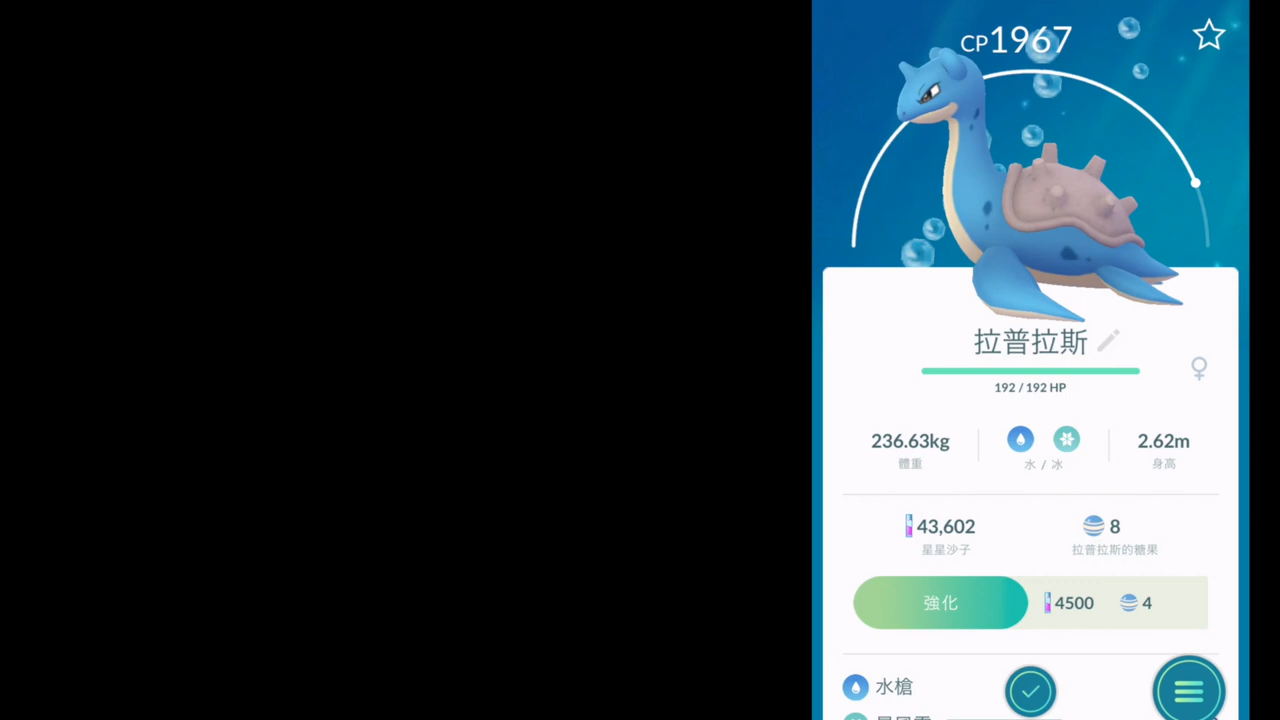 CP1967
拉普拉斯
192 / 192 HP
236.63kg
體重
水 / 冰
2.62m
身高
43,602
星星沙子
8
拉普拉斯的糖果
強化
4500
4
水槍